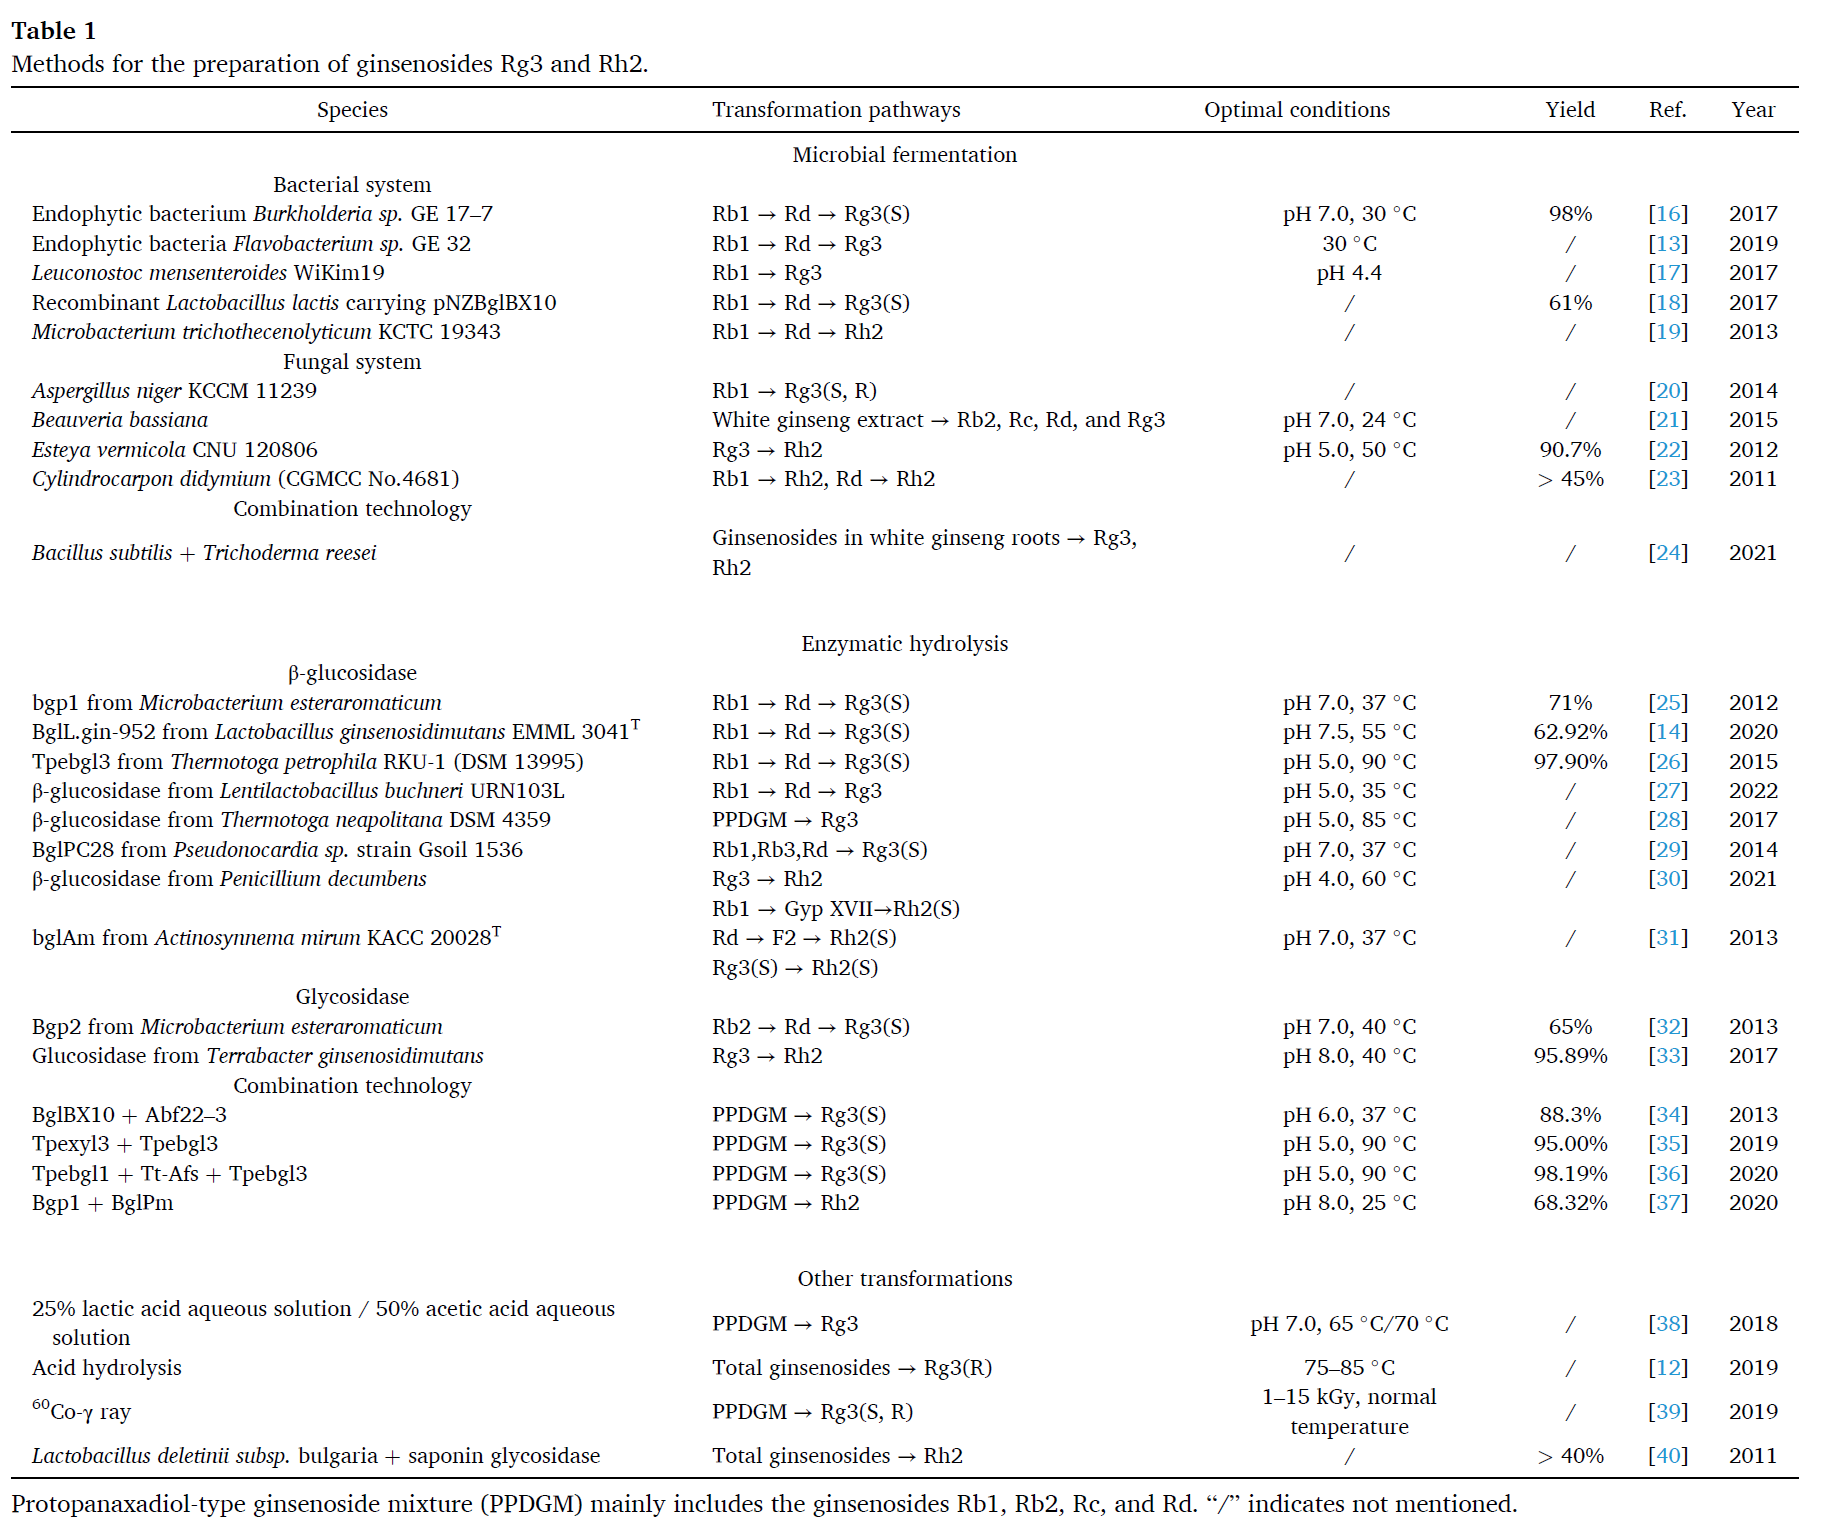 Table 1
Methods for the preparation of ginsenosides Rg3 and Rh2.
Species Transformation pathways Optimal conditions Yield Ref. Year
Microbial fermentation
Bacterial system
Endophytic bacterium Burkholderia sp. GE 17–7 Rb1 → Rd → Rg3(S) pH 7.0, 30 °C 98% [16] 2017
Endophytic bacteria Flavobacterium sp. GE 32 Rb1 → Rd → Rg3 30 °C / [13] 2019
Leuconostoc mensenteroides WiKim19 Rb1 → Rg3 pH 4.4 / [17] 2017
Recombinant Lactobacillus lactis carrying pNZBglBX10 Rb1 → Rd → Rg3(S) / 61% [18] 2017
Microbacterium trichothecenolyticum KCTC 19343 Rb1 → Rd → Rh2 / / [19] 2013
Fungal system
Aspergillus niger KCCM 11239 Rb1 → Rg3(S, R) / / [20] 2014
Beauveria bassiana White ginseng extract → Rb2, Rc, Rd, and Rg3 pH 7.0, 24 °C / [21] 2015
Esteya vermicola CNU 120806 Rg3 → Rh2 pH 5.0, 50 °C 90.7% [22] 2012
Cylindrocarpon didymium (CGMCC No.4681) Rb1 → Rh2, Rd → Rh2 / > 45% [23] 2011
Combination technology
Bacillus subtilis + Trichoderma reesei Ginsenosides in white ginseng roots → Rg3,
Rh2 / / [24] 2021
Enzymatic hydrolysis
β-glucosidase
bgp1 from Microbacterium esteraromaticum Rb1 → Rd → Rg3(S) pH 7.0, 37 °C 71% [25] 2012
BglL.gin-952 from Lactobacillus ginsenosidimutans EMML 3041ᵀ Rb1 → Rd → Rg3(S) pH 7.5, 55 °C 62.92% [14] 2020
Tpebgl3 from Thermotoga petrophila RKU-1 (DSM 13995) Rb1 → Rd → Rg3(S) pH 5.0, 90 °C 97.90% [26] 2015
β-glucosidase from Lentilactobacillus buchneri URN103L Rb1 → Rd → Rg3 pH 5.0, 35 °C / [27] 2022
β-glucosidase from Thermotoga neapolitana DSM 4359 PPDGM → Rg3 pH 5.0, 85 °C / [28] 2017
BglPC28 from Pseudonocardia sp. strain Gsoil 1536 Rb1,Rb3,Rd → Rg3(S) pH 7.0, 37 °C / [29] 2014
β-glucosidase from Penicillium decumbens Rg3 → Rh2 pH 4.0, 60 °C / [30] 2021
Rb1 → Gyp XVII→Rh2(S)
bglAm from Actinosynnema mirum KACC 20028ᵀ Rd → F2 → Rh2(S) pH 7.0, 37 °C / [31] 2013
Rg3(S) → Rh2(S)
Glycosidase
Bgp2 from Microbacterium esteraromaticum Rb2 → Rd → Rg3(S) pH 7.0, 40 °C 65% [32] 2013
Glucosidase from Terrabacter ginsenosidimutans Rg3 → Rh2 pH 8.0, 40 °C 95.89% [33] 2017
Combination technology
BglBX10 + Abf22–3 PPDGM → Rg3(S) pH 6.0, 37 °C 88.3% [34] 2013
Tpexyl3 + Tpebgl3 PPDGM → Rg3(S) pH 5.0, 90 °C 95.00% [35] 2019
Tpebgl1 + Tt-Afs + Tpebgl3 PPDGM → Rg3(S) pH 5.0, 90 °C 98.19% [36] 2020
Bgp1 + BglPm PPDGM → Rh2 pH 8.0, 25 °C 68.32% [37] 2020
Other transformations
25% lactic acid aqueous solution / 50% acetic acid aqueous
solution PPDGM → Rg3 pH 7.0, 65 °C/70 °C / [38] 2018
Acid hydrolysis Total ginsenosides → Rg3(R) 75–85 °C / [12] 2019
⁶⁰Co-γ ray PPDGM → Rg3(S, R) 1–15 kGy, normal
temperature / [39] 2019
Lactobacillus deletinii subsp. bulgaria + saponin glycosidase Total ginsenosides → Rh2 / > 40% [40] 2011
Protopanaxadiol-type ginsenoside mixture (PPDGM) mainly includes the ginsenosides Rb1, Rb2, Rc, and Rd. “/” indicates not mentioned.